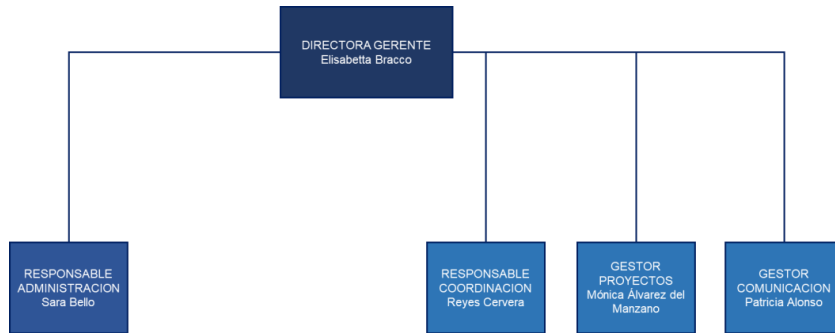 DIRECTORA GERENTE
Elisabetta Bracco
RESPONSABLE
ADMINISTRACION
Sara Bello
RESPONSABLE
COORDINACION
Reyes Cervera
GESTOR
PROYECTOS
Mónica Álvarez del
Manzano
GESTOR
COMUNICACION
Patricia Alonso